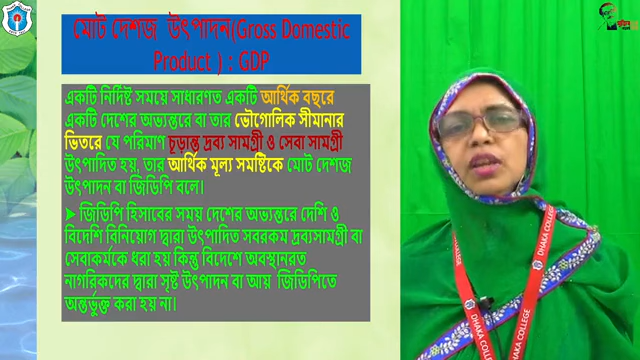 মোট দেশজ উৎপাদন(Gross Domestic
Product ) : GDP
একটি নির্দিষ্ট সময়ে সাধারণত একটি আর্থিক বছরে
একটি দেশের অভ্যন্তরে বা তার ভৌগোলিক সীমানার
ভিতরে যে পরিমাণ চূড়ান্ত দ্রব্য সামগ্রী ও সেবা সামগ্রী
উৎপাদিত হয়, তার আর্থিক মূল্য সমষ্টিকে মোট দেশজ
উৎপাদন বা জিডিপি বলে।
➤ জিডিপি হিসাবের সময় দেশের অভ্যন্তরে দেশি ও
বিদেশি বিনিয়োগ দ্বারা উৎপাদিত সবরকম দ্রব্যসামগ্রী বা
সেবাকর্মকে ধরা হয় কিন্তু বিদেশে অবস্থানরত
নাগরিকদের দ্বারা সৃষ্ট উৎপাদন বা আয় জিডিপিতে
অন্তর্ভুক্ত করা হয় না।
DHAKA COLLEGE
DHAKA COLLEGE
DHAKA COLLEGE